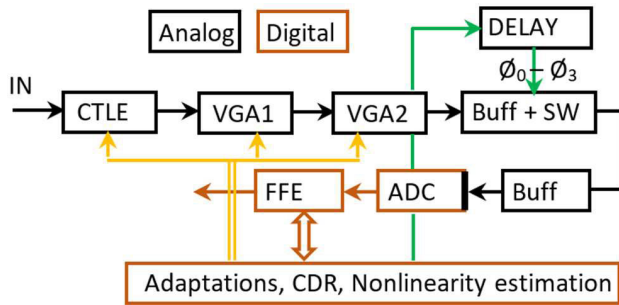 Analog
Digital
DELAY
Ø0 – Ø3
IN
CTLE
VGA1
VGA2
Buff + SW
FFE
ADC
Buff
Adaptations, CDR, Nonlinearity estimation